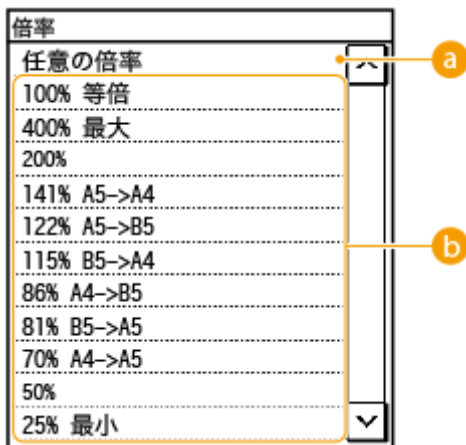 倍率
任意の倍率
a
100% 等倍
400% 最大
200%
141% A5->A4
122% A5->B5
115% B5->A4
b
86% A4->B5
81% B5->A5
70% A4->A5
50%
25% 最小